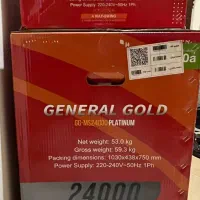 Power Supply: 220-240V~50Hz 1PH
GENERAL GOLD
GG-MS24000 PLATINUM
Net weight: 53.0 kg
Gross weight: 59.3 kg
Packing dimensions: 1030x438x750 mm
Power Supply: 220-240V~50Hz 1PH
24000